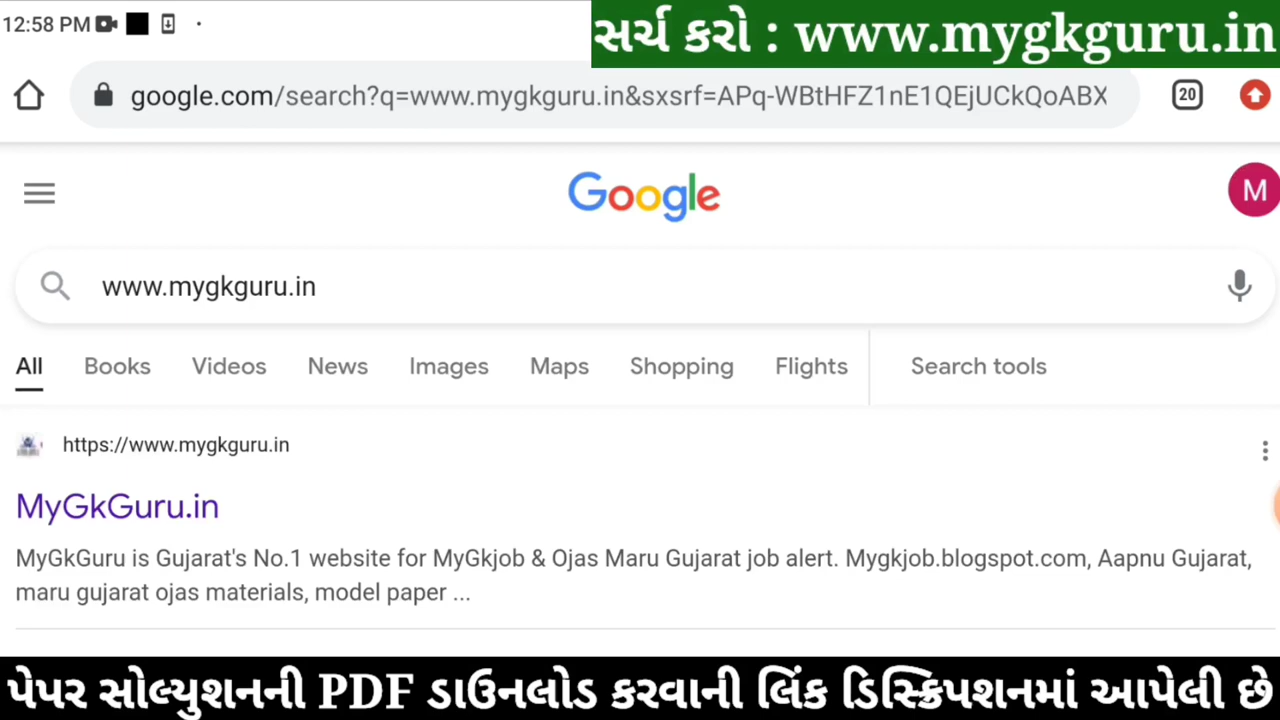 12:58 PM
સર્ચ કરો : www.mygkguru.in
google.com/search?q=www.mygkguru.in&sxsrf=APq-WBtHFZ1nE1QEjUCkQoABX
20
Google
M
www.mygkguru.in
All Books Videos News Images Maps Shopping Flights Search tools
https://www.mygkguru.in
MyGkGuru.in
MyGkGuru is Gujarat's No.1 website for MyGkjob & Ojas Maru Gujarat job alert. Mygkjob.blogspot.com, Aapnu Gujarat,
maru gujarat ojas materials, model paper ...
પેપર સોલ્યુશનની PDF ડાઉનલોડ કરવાની લિંક ડિસ્ક્રિપશનમાં આપેલી છે